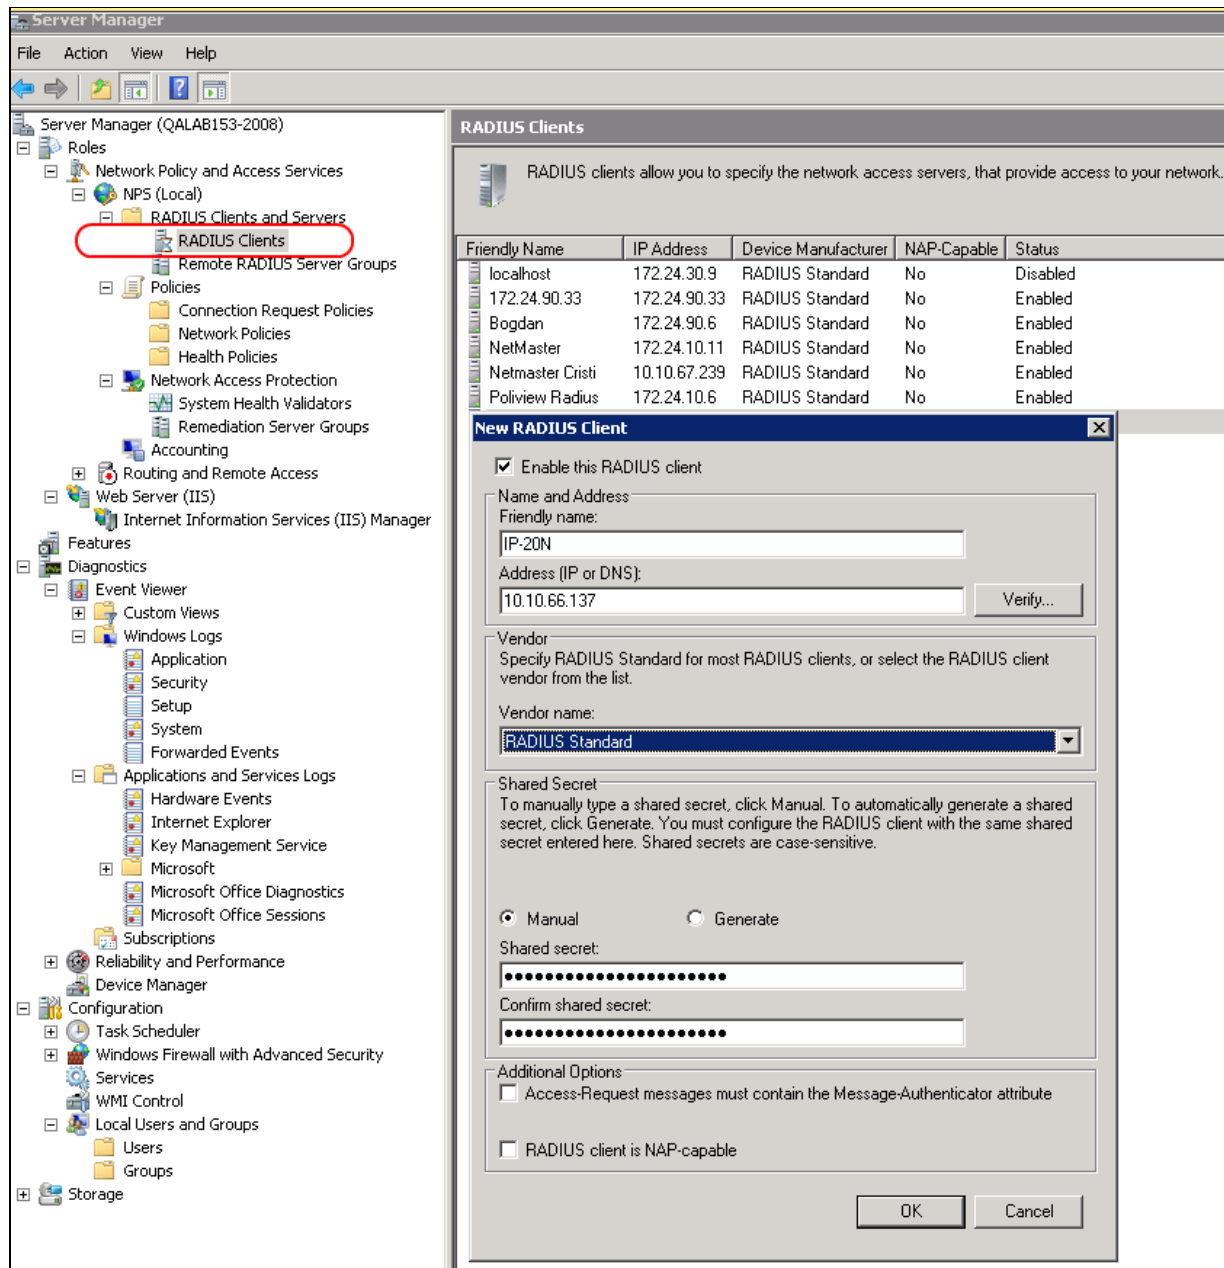 Server Manager
File Action View Help
Server Manager (QALAB153-2008)
Roles
Network Policy and Access Services
NPS (Local)
RADIUS Clients and Servers
RADIUS Clients
Remote RADIUS Server Groups
Policies
Connection Request Policies
Network Policies
Health Policies
Network Access Protection
System Health Validators
Remediation Server Groups
Accounting
Routing and Remote Access
Web Server (IIS)
Internet Information Services (IIS) Manager
Features
Diagnostics
Event Viewer
Custom Views
Windows Logs
Application
Security
Setup
System
Forwarded Events
Applications and Services Logs
Hardware Events
Internet Explorer
Key Management Service
Microsoft
Microsoft Office Diagnostics
Microsoft Office Sessions
Subscriptions
Reliability and Performance
Device Manager
Configuration
Task Scheduler
Windows Firewall with Advanced Security
Services
WMI Control
Local Users and Groups
Users
Groups
Storage
RADIUS Clients
RADIUS clients allow you to specify the network access servers, that provide access to your network.
Friendly Name IP Address Device Manufacturer NAP-Capable Status
localhost 172.24.30.9 RADIUS Standard No Disabled
172.24.90.33 172.24.90.33 RADIUS Standard No Enabled
Bogdan 172.24.90.6 RADIUS Standard No Enabled
NetMaster 172.24.10.11 RADIUS Standard No Enabled
Netmaster Cristi 10.10.67.239 RADIUS Standard No Enabled
Poliview Radius 172.24.10.6 RADIUS Standard No Enabled
New RADIUS Client
Enable this RADIUS client
Name and Address
Friendly name:
IP-20N
Address (IP or DNS):
10.10.66.137 Verify...
Vendor
Specify RADIUS Standard for most RADIUS clients, or select the RADIUS client
vendor from the list.
Vendor name:
RADIUS Standard
Shared Secret
To manually type a shared secret, click Manual. To automatically generate a shared
secret, click Generate. You must configure the RADIUS client with the same shared
secret entered here. Shared secrets are case-sensitive.
Manual Generate
Shared secret:
Confirm shared secret:
Additional Options
Access-Request messages must contain the Message-Authenticator attribute
RADIUS client is NAP-capable
OK Cancel